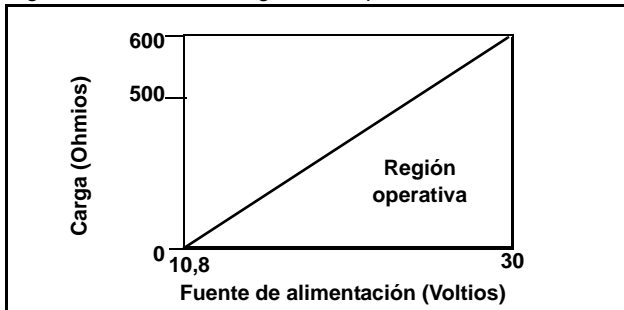 600
500
Carga (Ohmios)
Región
operativa
0
10,8
30
Fuente de alimentación (Voltios)